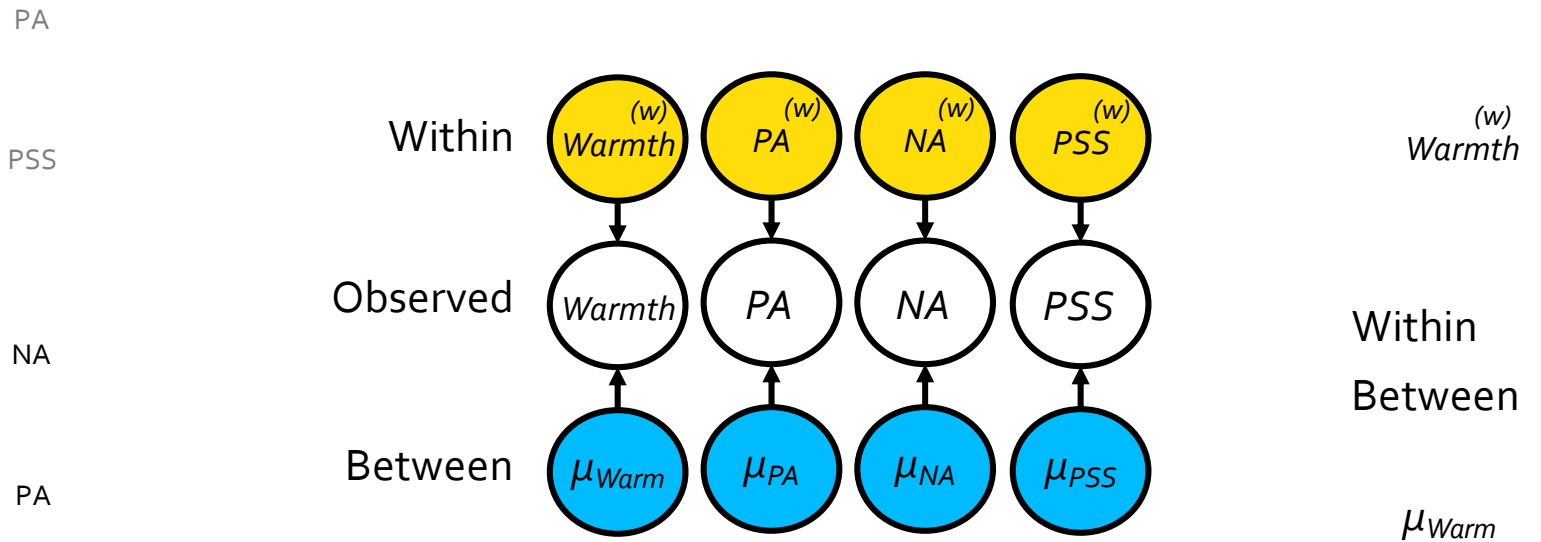 PA
PSS
NA
PA
Within
(w)
Warmth
(w)
PA
(w)
NA
(w)
PSS
Observed
Warmth
PA
NA
PSS
Between
μWarm
μPA
μNA
μPSS
(w)
Warmth
Within
Between
μWarm